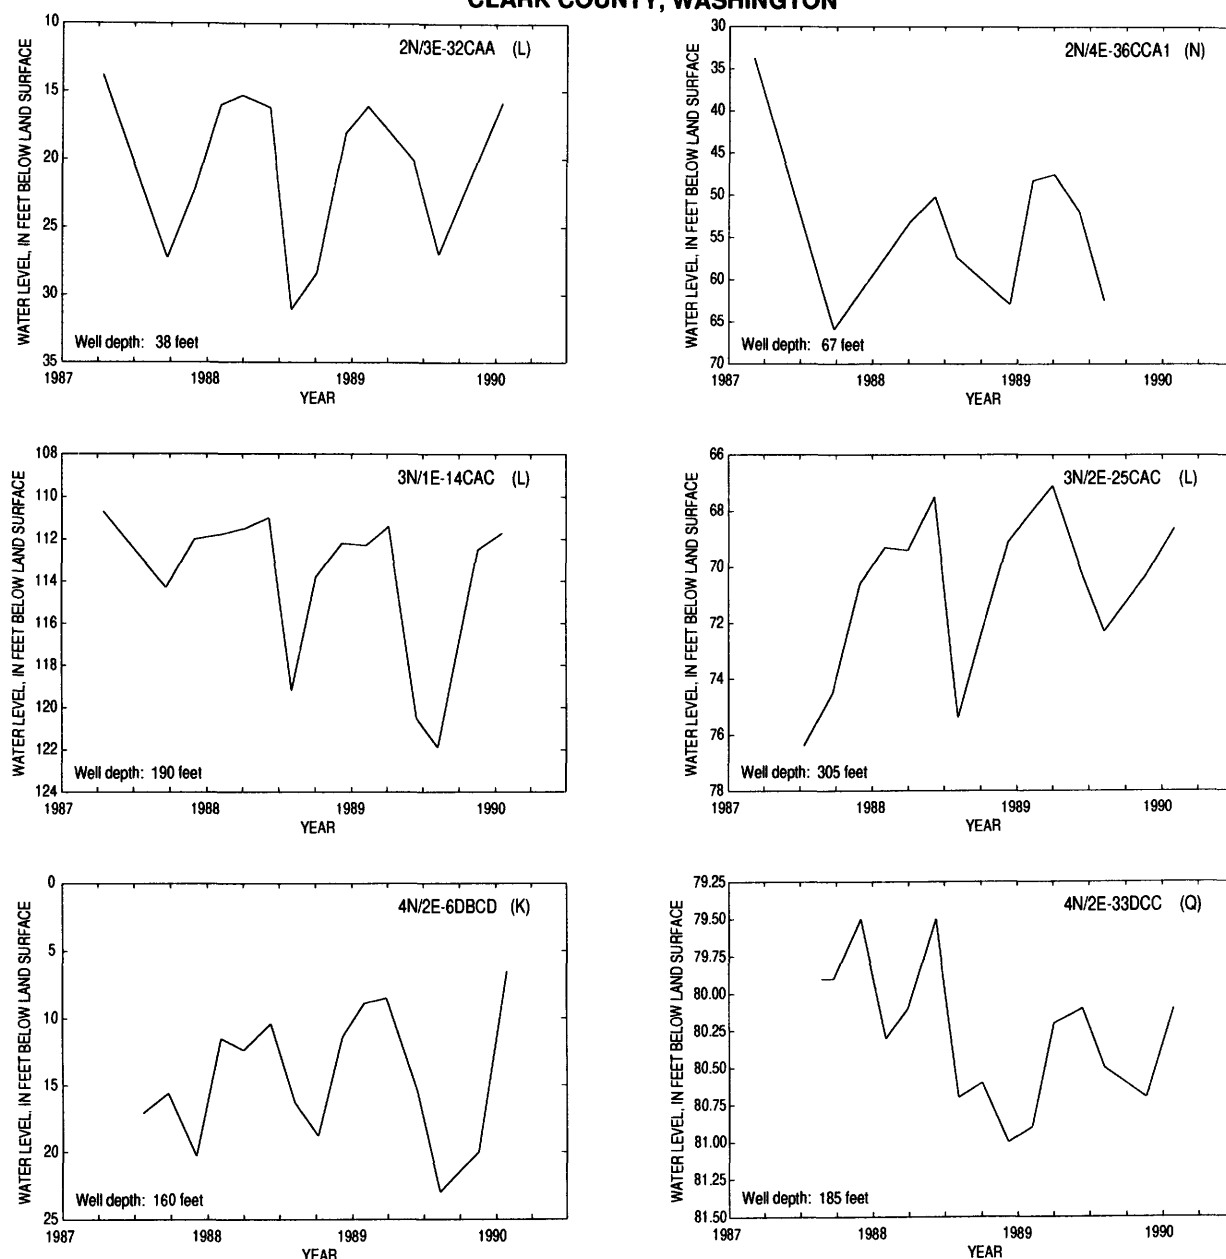 CLARK COUNTY, WASHINGTON
2N/3E-32CAA (L)
WATER LEVEL, IN FEET BELOW LAND SURFACE
10
15
20
25
30
35
Well depth: 38 feet
1987 1988 1989 1990
YEAR
2N/4E-36CCA1 (N)
WATER LEVEL, IN FEET BELOW LAND SURFACE
30
35
40
45
50
55
60
65
70
Well depth: 67 feet
1987 1988 1989 1990
YEAR
3N/1E-14CAC (L)
WATER LEVEL, IN FEET BELOW LAND SURFACE
108
110
112
114
116
118
120
122
124
Well depth: 190 feet
1987 1988 1989 1990
YEAR
3N/2E-25CAC (L)
WATER LEVEL, IN FEET BELOW LAND SURFACE
66
68
70
72
74
76
78
Well depth: 305 feet
1987 1988 1989 1990
YEAR
4N/2E-6DBCD (K)
WATER LEVEL, IN FEET BELOW LAND SURFACE
0
5
10
15
20
25
Well depth: 160 feet
1987 1988 1989 1990
YEAR
4N/2E-33DCC (Q)
WATER LEVEL, IN FEET BELOW LAND SURFACE
79.25
79.50
79.75
80.00
80.25
80.50
80.75
81.00
81.25
81.50
Well depth: 185 feet
1987 1988 1989 1990
YEAR